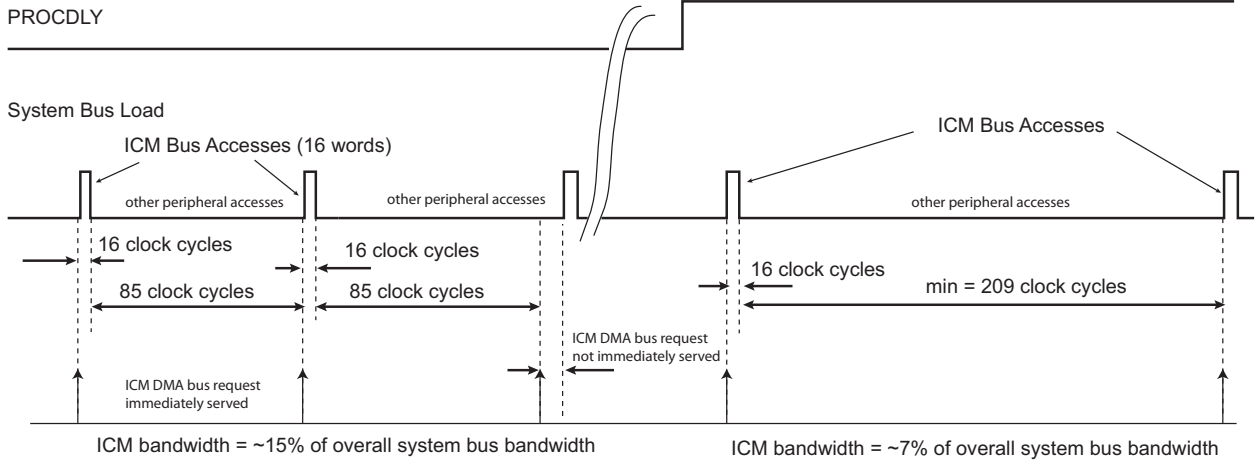 PROCDLY
System Bus Load
ICM Bus Accesses (16 words)
ICM Bus Accesses
other peripheral accesses
other peripheral accesses
other peripheral accesses
16 clock cycles
16 clock cycles
16 clock cycles
85 clock cycles
85 clock cycles
min = 209 clock cycles
ICM DMA bus request
not immediately served
ICM DMA bus request
immediately served
ICM bandwidth = ~15% of overall system bus bandwidth
ICM bandwidth = ~7% of overall system bus bandwidth